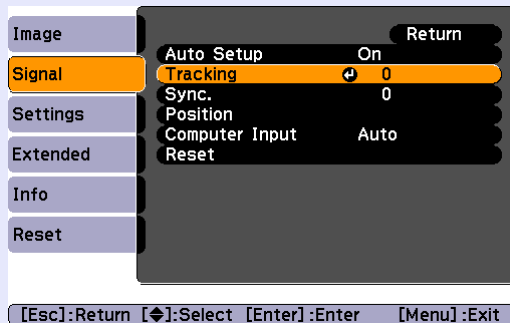 Image
Signal
Settings
Extended
Info
Reset
Return
Auto Setup On
Tracking 0
Sync. 0
Position
Computer Input Auto
Reset
[Esc]:Return [◆]:Select [Enter]:Enter [Menu]:Exit